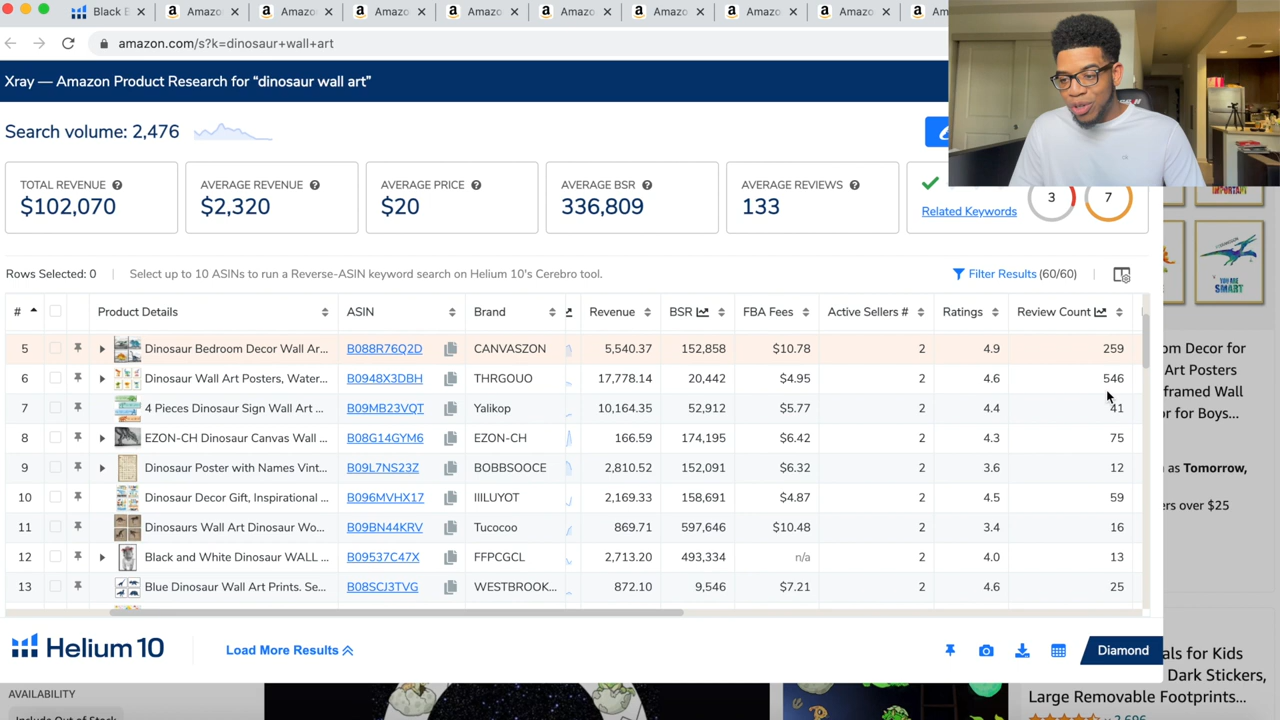 Black B
Amazo
Amazo
Amazo
Amazo
Amazo
Amazo
Amazo
Amazo
Am
amazon.com/s?k=dinosaur+wall+art
Xray — Amazon Product Research for “dinosaur wall art”
Search volume: 2,476
TOTAL REVENUE ?
$102,070
AVERAGE REVENUE ?
$2,320
AVERAGE PRICE ?
$20
AVERAGE BSR ?
336,809
AVERAGE REVIEWS ?
133
Related Keywords
3
7
IMPORTANT
YOU ARE
SMART
Rows Selected: 0 | Select up to 10 ASINs to run a Reverse-ASIN keyword search on Helium 10's Cerebro tool.
Filter Results (60/60)
# Product Details ASIN Brand Revenue BSR FBA Fees Active Sellers # Ratings Review Count
5 Dinosaur Bedroom Decor Wall Ar... B088R76Q2D CANVASZON 5,540.37 152,858 $10.78 2 4.9 259
6 Dinosaur Wall Art Posters, Water... B0948X3DBH THRGOUO 17,778.14 20,442 $4.95 2 4.6 546
7 4 Pieces Dinosaur Sign Wall Art ... B09MB23VQT Yalikop 10,164.35 52,912 $5.77 2 4.4 41
8 EZON-CH Dinosaur Canvas Wall ... B08G14GYM6 EZON-CH 166.59 174,195 $6.42 2 4.3 75
9 Dinosaur Poster with Names Vint... B09L7NS23Z BOBBSOOCE 2,810.52 152,091 $6.32 2 3.6 12
10 Dinosaur Decor Gift, Inspirational ... B096MVHX17 IIILUYOT 2,169.33 158,691 $4.87 2 4.5 59
11 Dinosaurs Wall Art Dinosaur Wo... B09BN44KRV Tucocoo 869.71 597,646 $10.48 2 3.4 16
12 Black and White Dinosaur WALL ... B09537C47X FFPCGCL 2,713.20 493,334 n/a 2 4.0 13
13 Blue Dinosaur Wall Art Prints. Se... B08SCJ3TVG WESTBROOK... 872.10 9,546 $7.21 2 4.6 25
om Decor for
Art Posters
framed Wall
or for Boys...
as Tomorrow,
ers over $25
Helium 10
Load More Results
Diamond
als for Kids
Dark Stickers,
Large Removable Footprints...
2,696
AVAILABILITY
Include Out of Stock